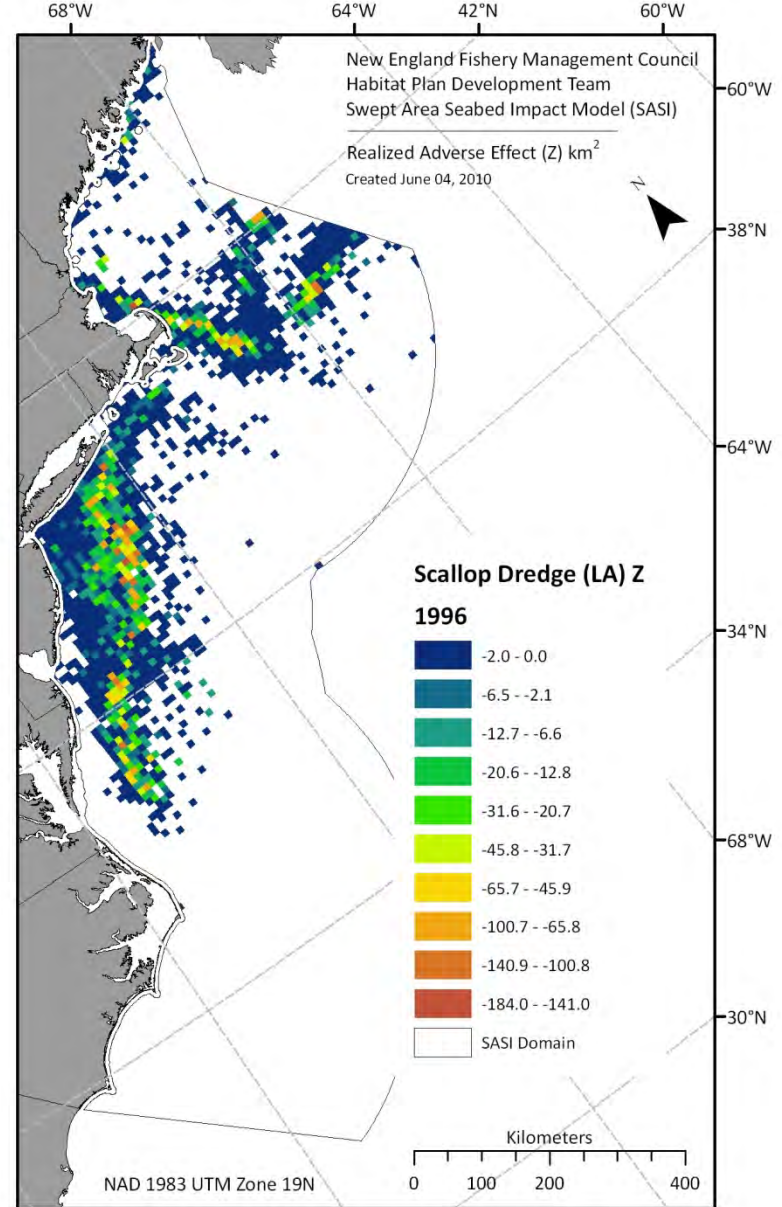 68°W
64°W
42°N
60°W
New England Fishery Management Council
Habitat Plan Development Team
Swept Area Seabed Impact Model (SASI)
Realized Adverse Effect (Z) km²
Created June 04, 2010
N
60°W
38°N
64°W
34°N
68°W
30°N
Scallop Dredge (LA) Z
1996
-2.0 - 0.0
-6.5 - -2.1
-12.7 - -6.6
-20.6 - -12.8
-31.6 - -20.7
-45.8 - -31.7
-65.7 - -45.9
-100.7 - -65.8
-140.9 - -100.8
-184.0 - -141.0
SASI Domain
Kilometers
0 100 200 400
NAD 1983 UTM Zone 19N